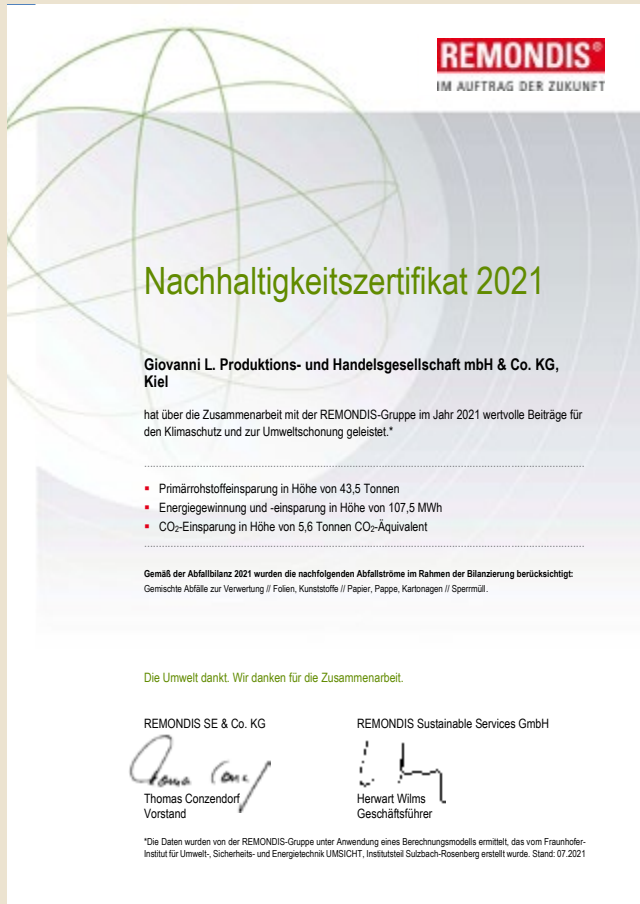 REMONDIS®
IM AUFTRAG DER ZUKUNFT
Nachhaltigkeitszertifikat 2021
Giovanni L. Produktions- und Handelsgesellschaft mbH & Co. KG,
Kiel
hat über die Zusammenarbeit mit der REMONDIS-Gruppe im Jahr 2021 wertvolle Beiträge für
den Klimaschutz und zur Umweltschonung geleistet.*
Primärrohstoffeinsparung in Höhe von 43,5 Tonnen
Energiegewinnung und -einsparung in Höhe von 107,5 MWh
CO₂-Einsparung in Höhe von 5,6 Tonnen CO₂-Äquivalent
Gemäß der Abfallbilanz 2021 wurden die nachfolgenden Abfallströme im Rahmen der Bilanzierung berücksichtigt:
Gemischte Abfälle zur Verwertung // Folien, Kunststoffe // Papier, Pappe, Kartonagen // Sperrmüll.
Die Umwelt dankt. Wir danken für die Zusammenarbeit.
REMONDIS SE & Co. KG
Thomas Conzendorf
Vorstand
REMONDIS Sustainable Services GmbH
Herwart Wilms
Geschäftsführer
*Die Daten wurden von der REMONDIS-Gruppe unter Anwendung eines Berechnungsmodells ermittelt, das vom Fraunhofer-
Institut für Umwelt-, Sicherheits- und Energietechnik UMSICHT, Institutsteil Sulzbach-Rosenberg erstellt wurde. Stand: 07.2021